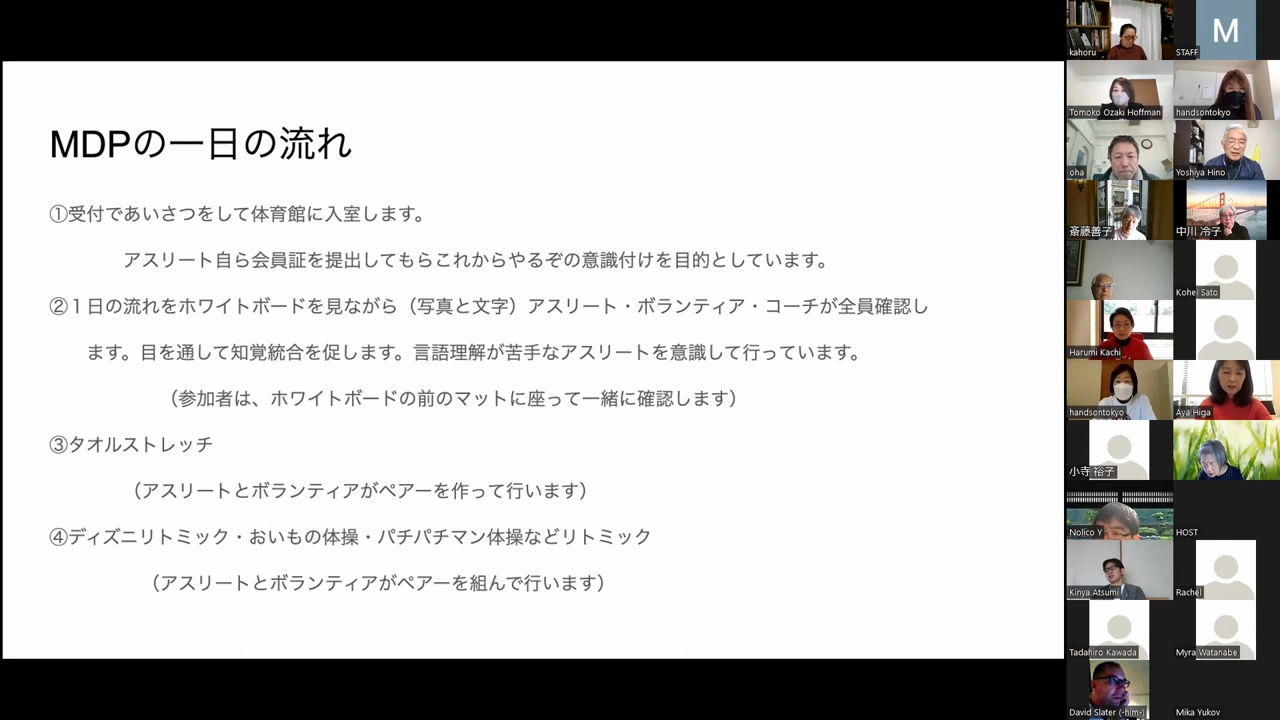 MDPの一日の流れ
①受付であいさつをして体育館に入室します。
アスリート自ら会員証を提出してもらこれからやるぞの意識付けを目的としています。
②１日の流れをホワイトボードを見ながら（写真と文字）アスリート・ボランティア・コーチが全員確認し
ます。目を通して知覚統合を促します。言語理解が苦手なアスリートを意識して行っています。
（参加者は、ホワイトボードの前のマットに座って一緒に確認します）
③タオルストレッチ
（アスリートとボランティアがペアーを作って行います）
④ディズニリトミック・おいもの体操・パチパチマン体操などリトミック
（アスリートとボランティアがペアーを組んで行います）
kahoru
M
STAFF
Tomoko Ozaki Hoffman
handsontokyo
oha
Yoshiya Hino
斎藤善子
中川 冷子
Kohei Sato
Harumi Kachi
handsontokyo
Aya Higa
小寺 裕子
Nolico Y
HOST
Kinya Atsumi
Rachel
Tadahiro Kawada
Myra Watanabe
David Slater (-him-)
Mika Yukov